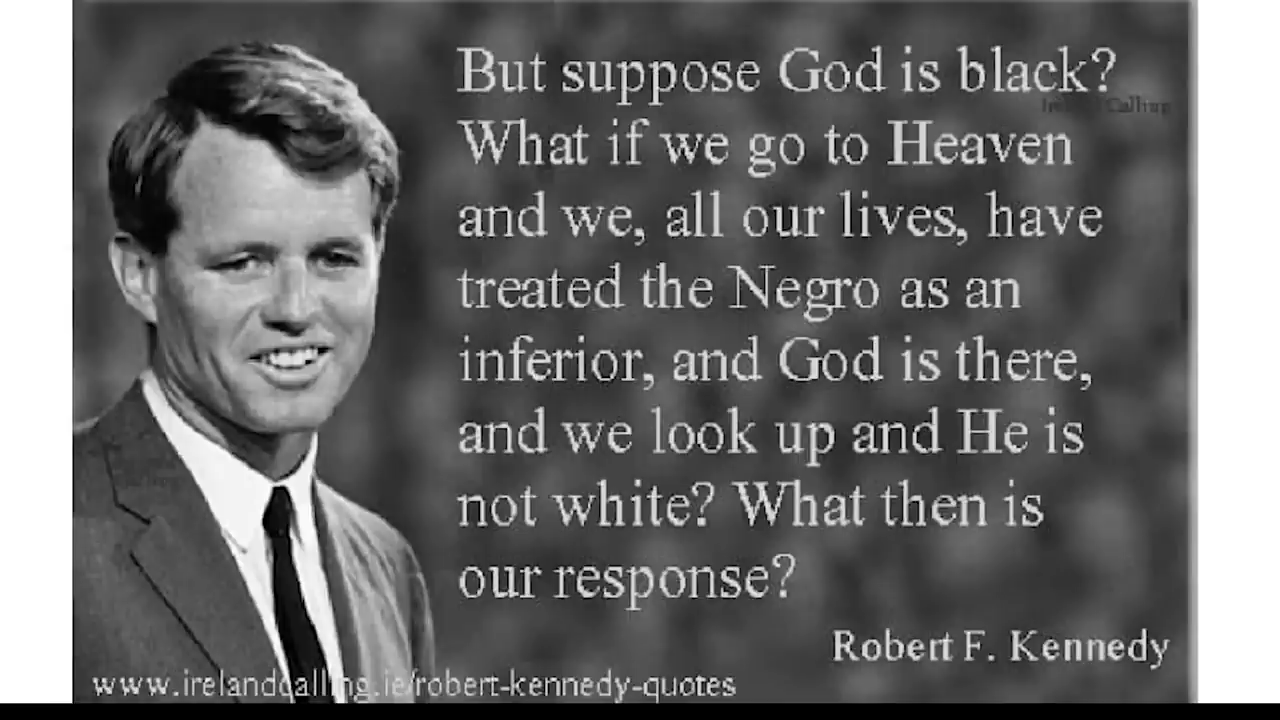 But suppose God is black?
Ireland Calling
What if we go to Heaven
and we, all our lives, have
treated the Negro as an
inferior, and God is there,
and we look up and He is
not white? What then is
our response?
Robert F. Kennedy
www.irelandcalling.ie/robert-kennedy-quotes